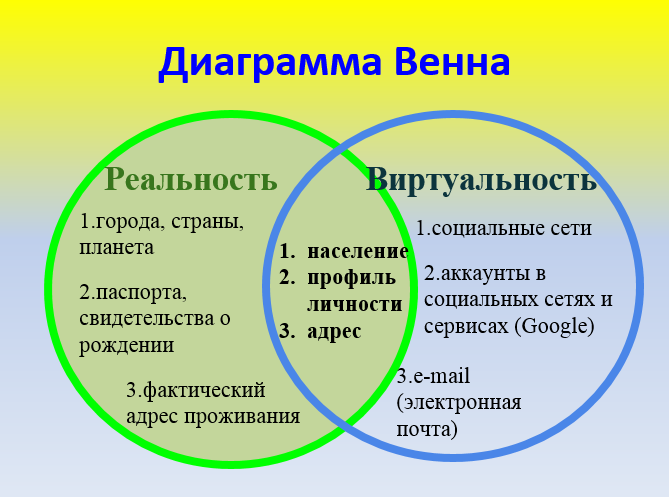 Диаграмма Венна
Реальность
1.города, страны,
планета
2.паспорта,
свидетельства о
рождении
3.фактический
адрес проживания
1. население
2. профиль
личности
3. адрес
Виртуальность
1.социальные сети
2.аккаунты в
социальных сетях и
сервисах (Google)
3.e-mail
(электронная
почта)